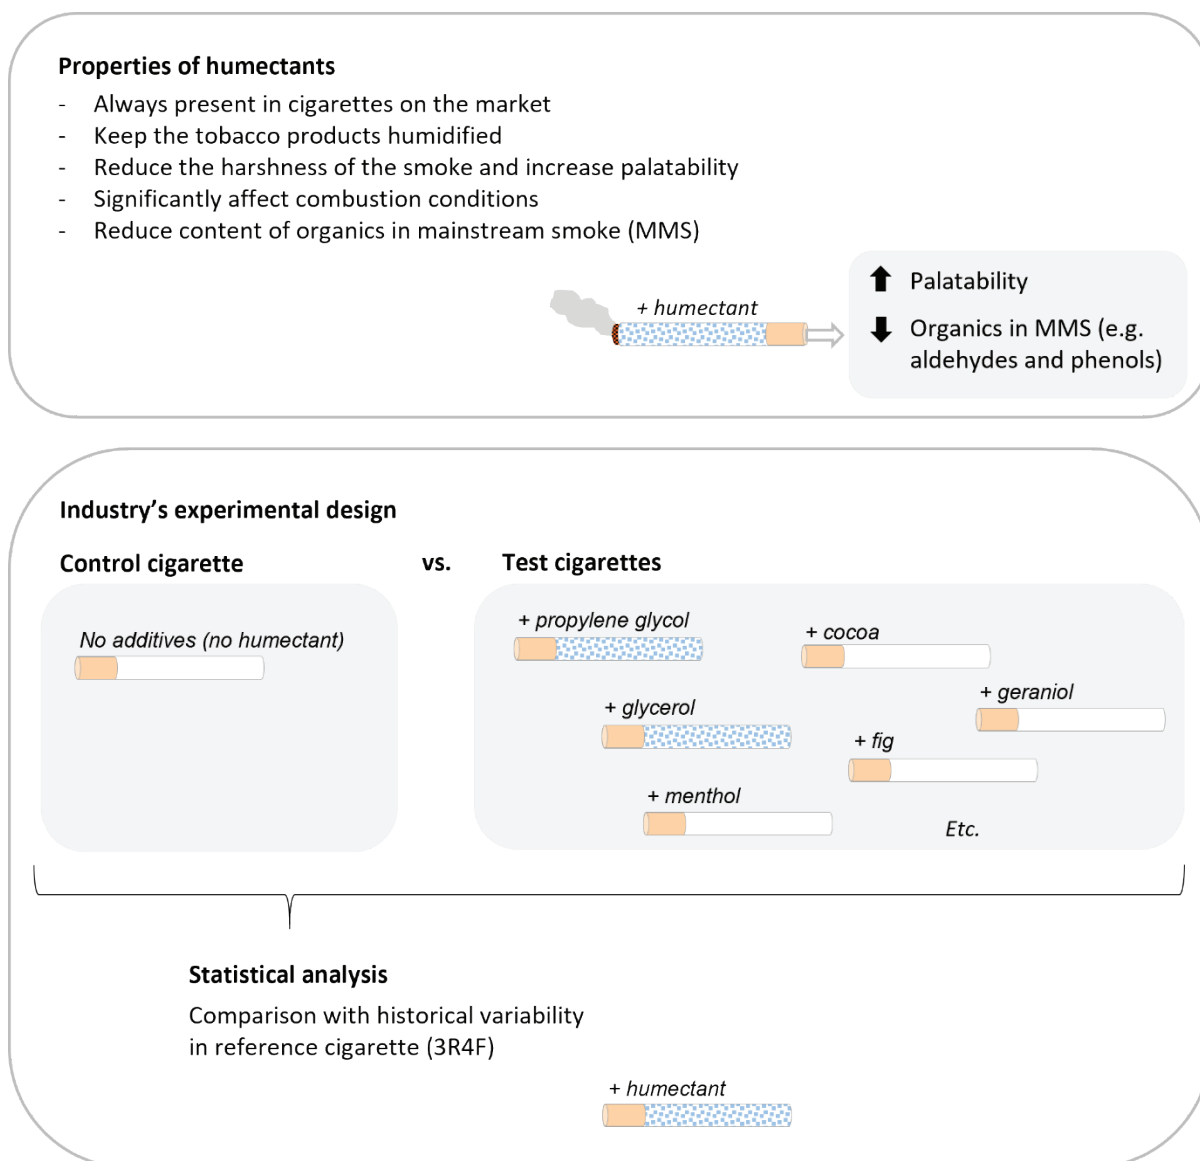 Properties of humectants
- Always present in cigarettes on the market
- Keep the tobacco products humidified
- Reduce the harshness of the smoke and increase palatability
- Significantly affect combustion conditions
- Reduce content of organics in mainstream smoke (MMS)
+ humectant
Palatability
Organics in MMS (e.g.
aldehydes and phenols)
Industry’s experimental design
Control cigarette
vs.
Test cigarettes
No additives (no humectant)
+ propylene glycol
+ cocoa
+ geraniol
+ glycerol
+ fig
+ menthol
Etc.
Statistical analysis
Comparison with historical variability
in reference cigarette (3R4F)
+ humectant